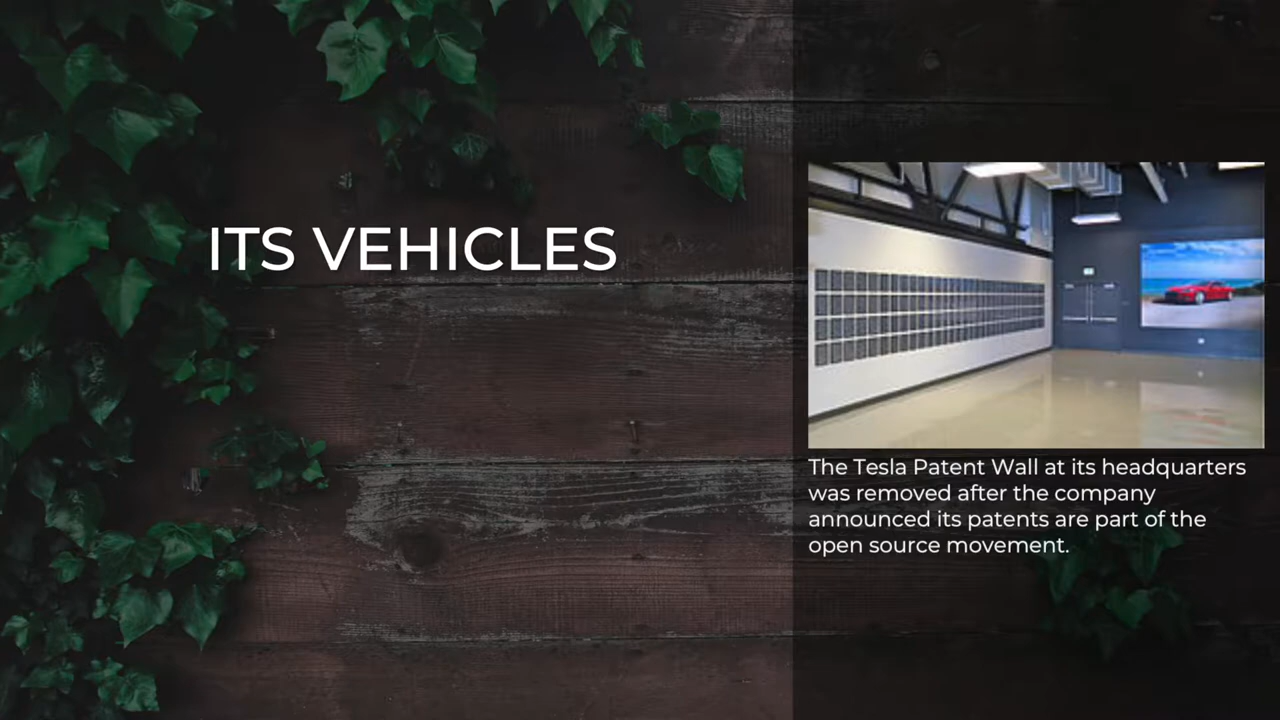 ITS VEHICLES
The Tesla Patent Wall at its headquarters
was removed after the company
announced its patents are part of the
open source movement.